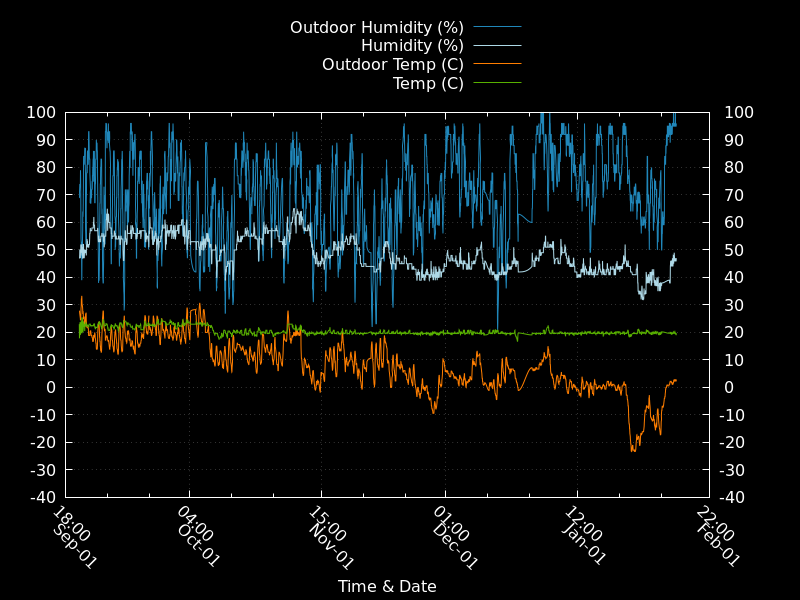 Outdoor Humidity (%)
Humidity (%)
Outdoor Temp (C)
Temp (C)
100 100
90 90
80 80
70 70
60 60
50 50
40 40
30 30
20 20
10 10
0 0
-10 -10
-20 -20
-30 -30
-40 -40
18:00 04:00 15:00 01:00 12:00 22:00
Sep-01 Oct-01 Nov-01 Dec-01 Jan-01 Feb-01
Time & Date